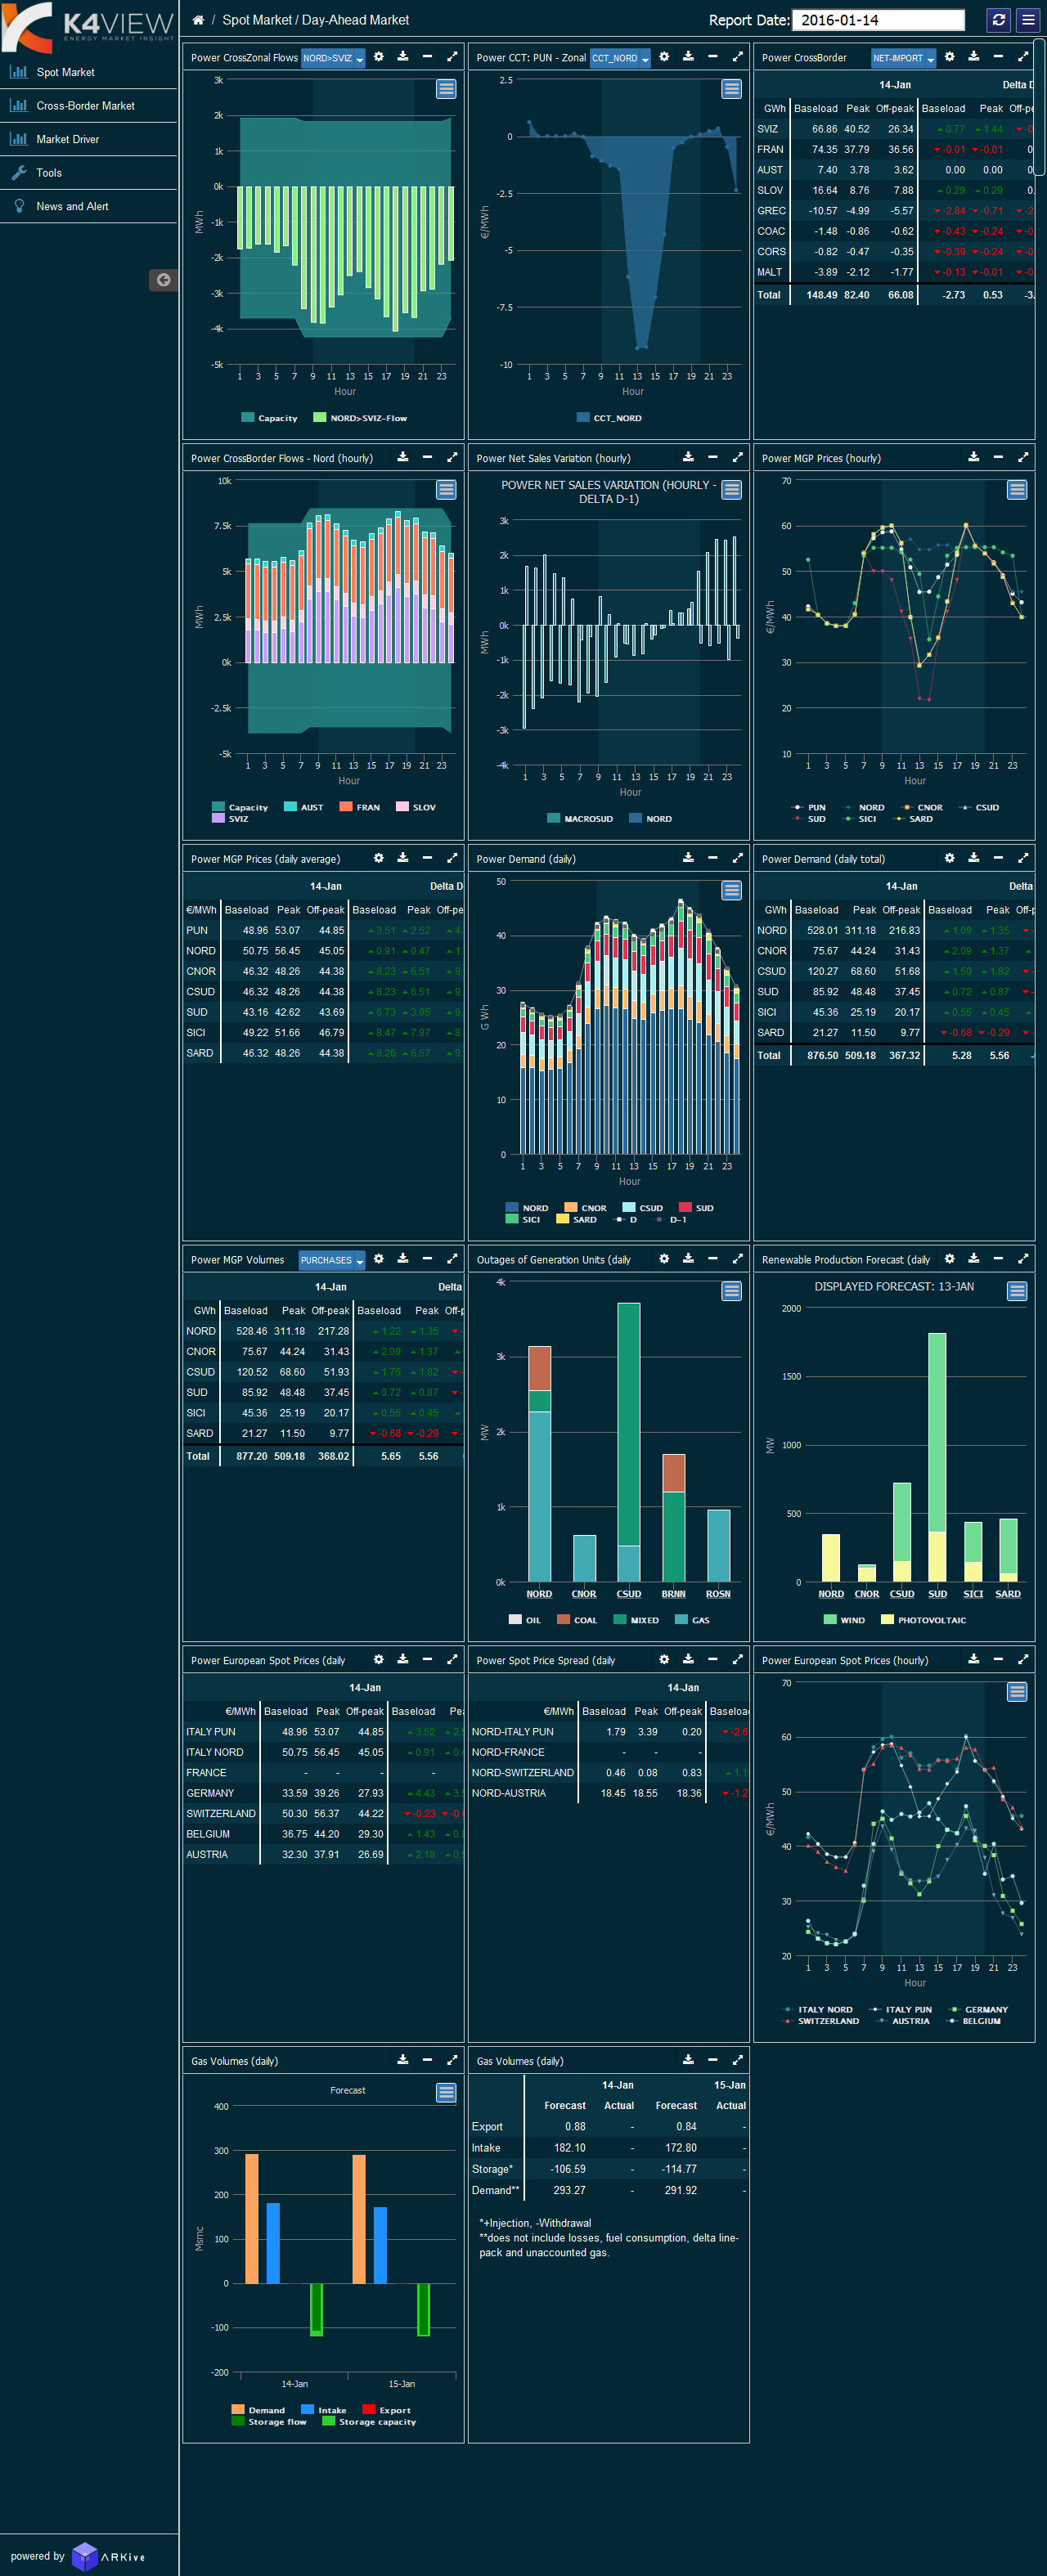 K4VIEW
ENERGY MARKET INSIGHT
/ Spot Market / Day-Ahead Market
Report Date: 2016-01-14
Spot Market
Cross-Border Market
Market Driver
Tools
News and Alert
Power CrossZonal Flows NORD>SVIZ
3k
2k
1k
0k
-1k
-2k
-3k
-4k
-5k
MWh
1 3 5 7 9 11 13 15 17 19 21 23
Hour
Capacity NORD>SVIZ-Flow
Power CCT: PUN - Zonal CCT_NORD
2.5
0
-2.5
-5
-7.5
-10
€/MWh
1 3 5 7 9 11 13 15 17 19 21 23
Hour
CCT_NORD
Power CrossBorder NET-IMPORT
14-Jan Delta D
GWh Baseload Peak Off-peak Baseload Peak Off-pe
SVIZ 66.86 40.52 26.34 0.77 1.44 -0
FRAN 74.35 37.79 36.56 -0.01 -0.01 0
AUST 7.40 3.78 3.62 0.00 0.00 0
SLOV 16.64 8.76 7.88 0.29 0.29 0.
GREC -10.57 -4.99 -5.57 -2.84 -0.71 -2
COAC -1.48 -0.86 -0.62 -0.43 -0.24 -0
CORS -0.82 -0.47 -0.35 -0.39 -0.24 -0
MALT -3.89 -2.12 -1.77 -0.13 -0.01 -0
Total 148.49 82.40 66.08 -2.73 0.53 -3.
Power CrossBorder Flows - Nord (hourly)
10k
7.5k
5k
2.5k
0k
-2.5k
-5k
MWh
1 3 5 7 9 11 13 15 17 19 21 23
Hour
Capacity AUST FRAN SLOV
SVIZ
Power Net Sales Variation (hourly)
POWER NET SALES VARIATION (HOURLY -
DELTA D-1)
3k
2k
1k
0k
-1k
-2k
-3k
-4k
MWh
1 3 5 7 9 11 13 15 17 19 21 23
Hour
MACROSUD NORD
Power MGP Prices (hourly)
70
60
50
40
30
20
10
€/MWh
1 3 5 7 9 11 13 15 17 19 21 23
Hour
PUN NORD CNOR CSUD
SUD SICI SARD
Power MGP Prices (daily average)
14-Jan Delta D
€/MWh Baseload Peak Off-peak Baseload Peak Off-pe
PUN 48.96 53.07 44.85 3.51 2.52 4.
NORD 50.75 56.45 45.05 0.91 0.47 1.
CNOR 46.32 48.26 44.38 8.23 6.51 9.
CSUD 46.32 48.26 44.38 8.23 6.51 9.
SUD 43.16 42.62 43.69 6.73 3.95 9.
SICI 49.22 51.66 46.79 8.47 7.97 8.
SARD 46.32 48.26 44.38 8.26 6.57 9.
Power Demand (daily)
50
40
30
20
10
0
G Wh
1 3 5 7 9 11 13 15 17 19 21 23
Hour
NORD CNOR CSUD SUD
SICI SARD D D-1
Power Demand (daily total)
14-Jan Delta
GWh Baseload Peak Off-peak Baseload Peak Off-p
NORD 528.01 311.18 216.83 1.09 1.35 -
CNOR 75.67 44.24 31.43 2.09 1.37
CSUD 120.27 68.60 51.68 1.50 1.82 -
SUD 85.92 48.48 37.45 0.72 0.87 -
SICI 45.36 25.19 20.17 0.55 0.45
SARD 21.27 11.50 9.77 -0.68 -0.29 -
Total 876.50 509.18 367.32 5.28 5.56 -
Power MGP Volumes PURCHASES
14-Jan Delta
GWh Baseload Peak Off-peak Baseload Peak Off-p
NORD 528.46 311.18 217.28 1.22 1.35 -
CNOR 75.67 44.24 31.43 2.09 1.37
CSUD 120.52 68.60 51.93 1.75 1.82 -
SUD 85.92 48.48 37.45 0.72 0.87 -
SICI 45.36 25.19 20.17 0.55 0.45
SARD 21.27 11.50 9.77 -0.68 -0.29 -
Total 877.20 509.18 368.02 5.65 5.56
Outages of Generation Units (daily
4k
3k
2k
1k
0k
MW
NORD CNOR CSUD BRNN ROSN
OIL COAL MIXED GAS
Renewable Production Forecast (daily
DISPLAYED FORECAST: 13-JAN
2000
1500
1000
500
0
MW
NORD CNOR CSUD SUD SICI SARD
WIND PHOTOVOLTAIC
Power European Spot Prices (daily
14-Jan
€/MWh Baseload Peak Off-peak Baseload Pea
ITALY PUN 48.96 53.07 44.85 3.52 2.
ITALY NORD 50.75 56.45 45.05 0.91 0.
FRANCE - - - -
GERMANY 33.59 39.26 27.93 4.43 3.
SWITZERLAND 50.30 56.37 44.22 -0.23 -0.
BELGIUM 36.75 44.20 29.30 1.43 0.
AUSTRIA 32.30 37.91 26.69 2.18 0.
Power Spot Price Spread (daily
14-Jan
€/MWh Baseload Peak Off-peak Baseloa
NORD-ITALY PUN 1.79 3.39 0.20 -2.6
NORD-FRANCE - - -
NORD-SWITZERLAND 0.46 0.08 0.83 1.1
NORD-AUSTRIA 18.45 18.55 18.36 -1.2
Power European Spot Prices (hourly)
70
60
50
40
30
20
€/MWh
1 3 5 7 9 11 13 15 17 19 21 23
Hour
ITALY NORD ITALY PUN GERMANY
SWITZERLAND AUSTRIA BELGIUM
Gas Volumes (daily)
Forecast
400
300
200
100
0
-100
-200
Msmc
14-Jan 15-Jan
Demand Intake Export
Storage flow Storage capacity
Gas Volumes (daily)
14-Jan 15-Jan
Forecast Actual Forecast Actual
Export 0.88 - 0.84 -
Intake 182.10 - 172.80 -
Storage* -106.59 - -114.77 -
Demand** 293.27 - 291.92 -
*+Injection, -Withdrawal
**does not include losses, fuel consumption, delta line-
pack and unaccounted gas.
powered by ARKive